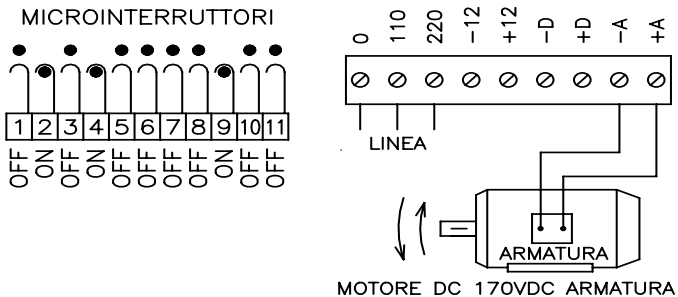 MICROINTERRUTTORI
1 2 3 4 5 6 7 8 9 10 11
OFF ON OFF ON OFF OFF OFF OFF ON OFF OFF
0 110 220 -12 +12 -D +D -A +A
LINEA
ARMATURA
MOTORE DC 170VDC ARMATURA